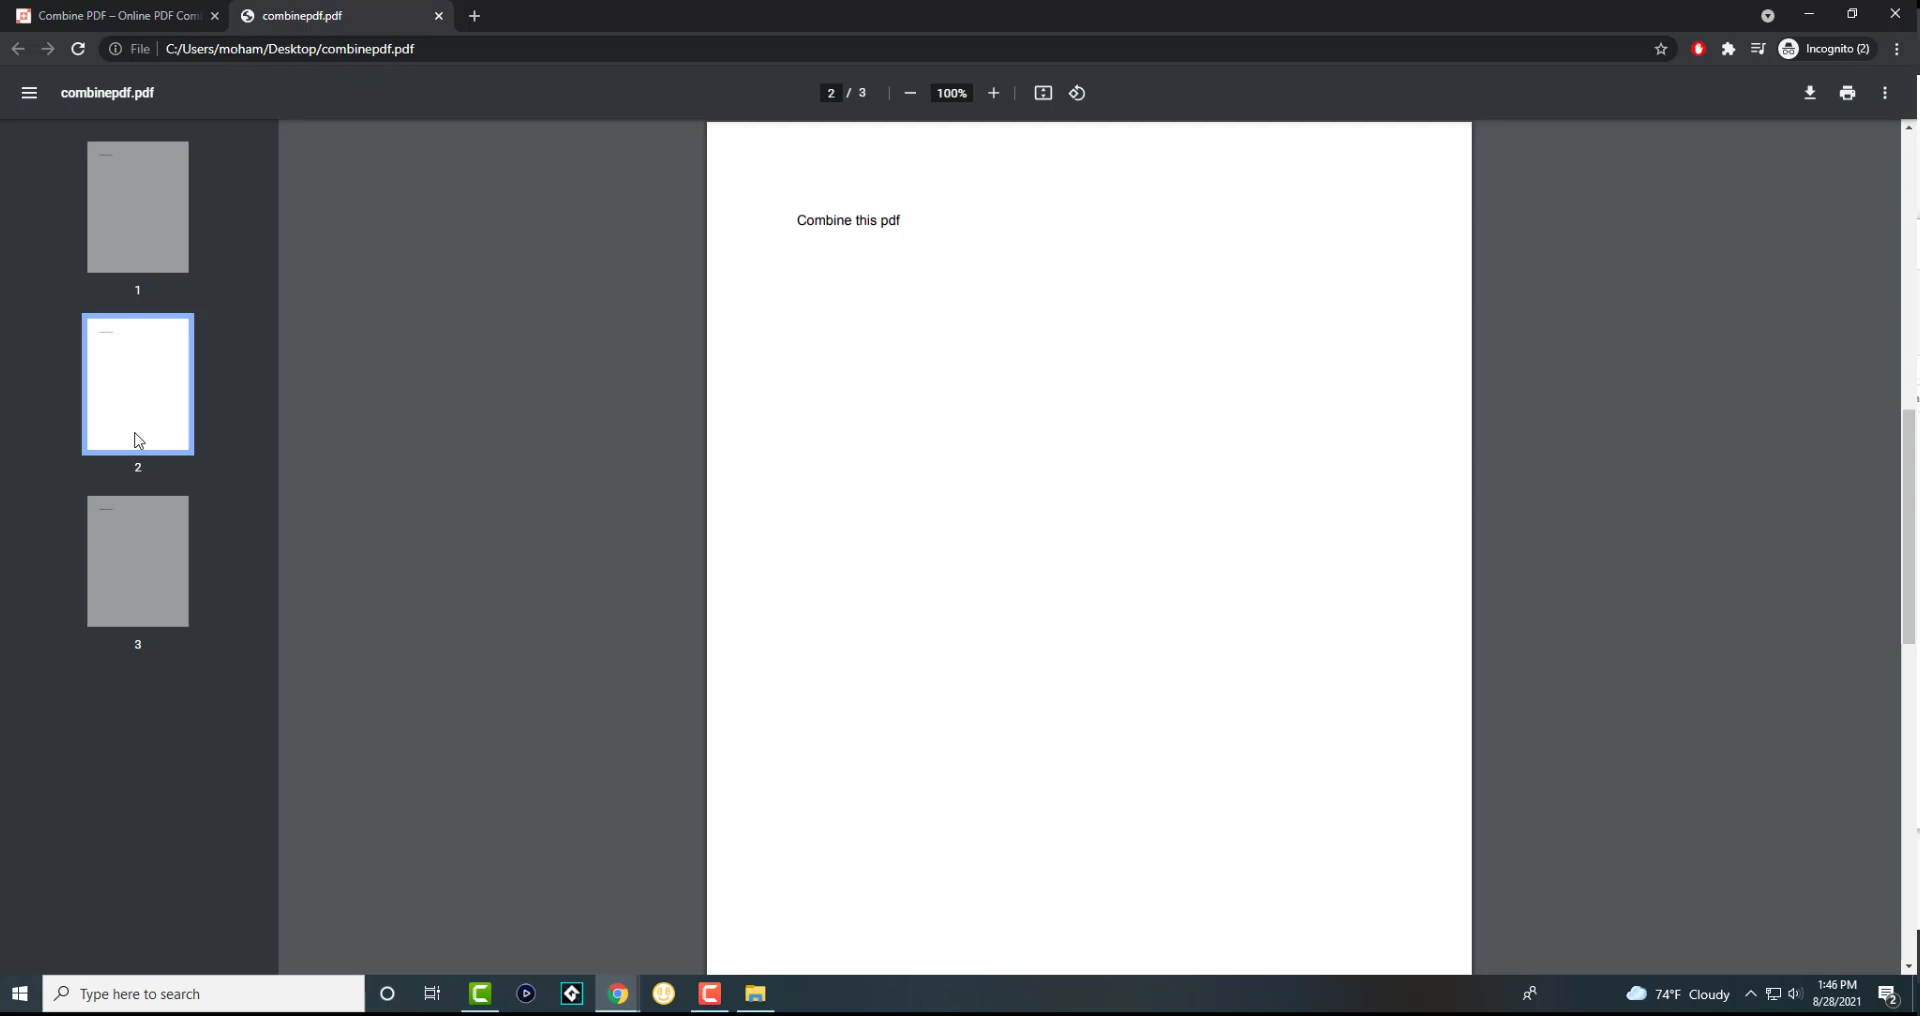 Combine PDF – Online PDF Com
combinepdf.pdf
File
C:/Users/moham/Desktop/combinepdf.pdf
Incognito (2)
combinepdf.pdf
2 / 3
100%
1
2
3
Combine this pdf
Type here to search
74°F Cloudy
1:46 PM
8/28/2021
2